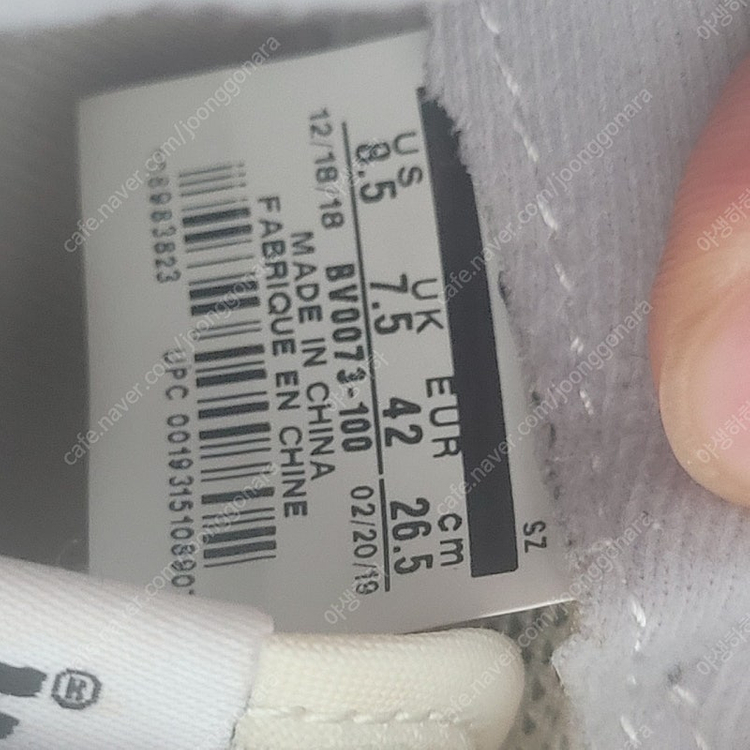 SZ
US UK EUR cm
8.5 7.5 42 26.5
12/18/18 BV0073-100 02/20/19
MADE IN CHINA
FABRIQUE EN CHINE
UPC
®
cafe.naver.com/joonggonara